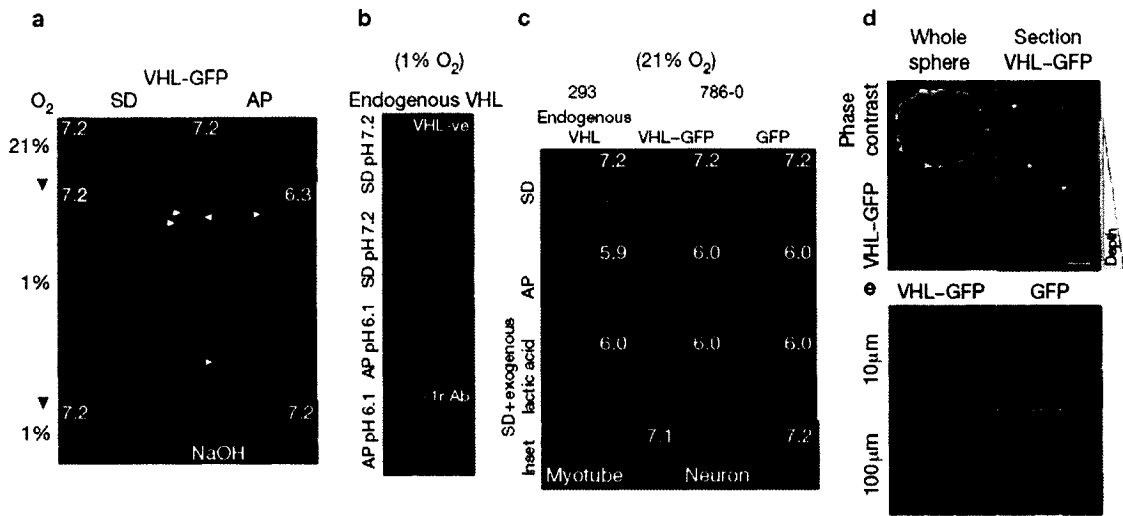 a
VHL-GFP
O2 SD AP
21% 7.2 7.2
7.2 6.3
1%
7.2 7.2
1%
NaOH
b
(1% O2)
Endogenous VHL
SD pH 7.2 VHL-ve
SD pH 7.2
AP pH 6.1
AP pH 6.1 1r Ab
c
(21% O2)
293 786-0
Endogenous
VHL VHL–GFP GFP
SD 7.2 7.2 7.2
AP 5.9 6.0 6.0
SD + exogenous
lactic acid 6.0 6.0 6.0
Inset 7.1 7.2
Myotube Neuron
d
Whole
sphere
Section
VHL–GFP
Phase
contrast
VHL–GFP
Depth
e
VHL–GFP GFP
10 µm
100 µm